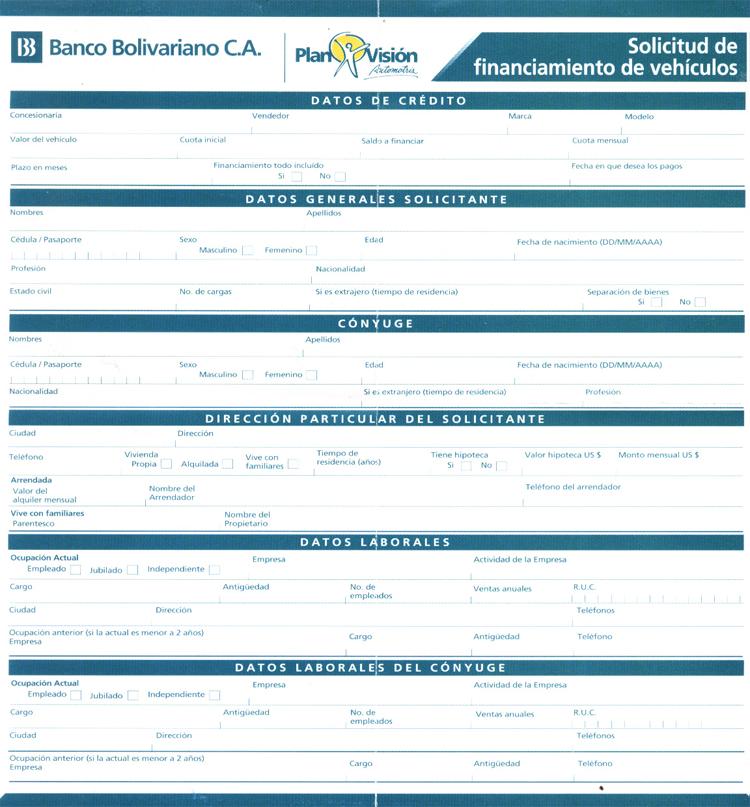 Banco Bolivariano C.A.
Plan Visión
Automotriz
Solicitud de
financiamiento de vehículos
DATOS DE CRÉDITO
Concesionaria Vendedor Marca Modelo
Valor del vehículo Cuota inicial Saldo a financiar Cuota mensual
Plazo en meses Financiamiento todo incluído Fecha en que desea los pagos
Si No
DATOS GENERALES SOLICITANTE
Nombres Apellidos
Cédula / Pasaporte Sexo Edad Fecha de nacimiento (DD/MM/AAAA)
Masculino Femenino
Profesión Nacionalidad
Estado civil No. de cargas Si es extrajero (tiempo de residencia) Separación de bienes
Si No
CÓNYUGE
Nombres Apellidos
Cédula / Pasaporte Sexo Edad Fecha de nacimiento (DD/MM/AAAA)
Masculino Femenino
Nacionalidad Si es extranjero (tiempo de residencia) Profesión
DIRECCIÓN PARTICULAR DEL SOLICITANTE
Ciudad Dirección
Teléfono Vivienda Vive con Tiempo de Tiene hipoteca Valor hipoteca US $ Monto mensual US $
Propia Alquilada familiares residencia (años) Si No
Arrendada
Valor del Nombre del Teléfono del arrendador
alquiler mensual Arrendador
Vive con familiares Nombre del
Parentesco Propietario
DATOS LABORALES
Ocupación Actual Empresa Actividad de la Empresa
Empleado Jubilado Independiente
Cargo Antigüedad No. de Ventas anuales R.U.C.
empleados
Ciudad Dirección Teléfonos
Ocupación anterior (si la actual es menor a 2 años)
Empresa Cargo Antigüedad Teléfono
DATOS LABORALES DEL CÓNYUGE
Ocupación Actual Empresa Actividad de la Empresa
Empleado Jubilado Independiente
Cargo Antigüedad No. de Ventas anuales R.U.C.
empleados
Ciudad Dirección Teléfonos
Ocupación anterior (si la actual es menor a 2 años)
Empresa Cargo Antigüedad Teléfono